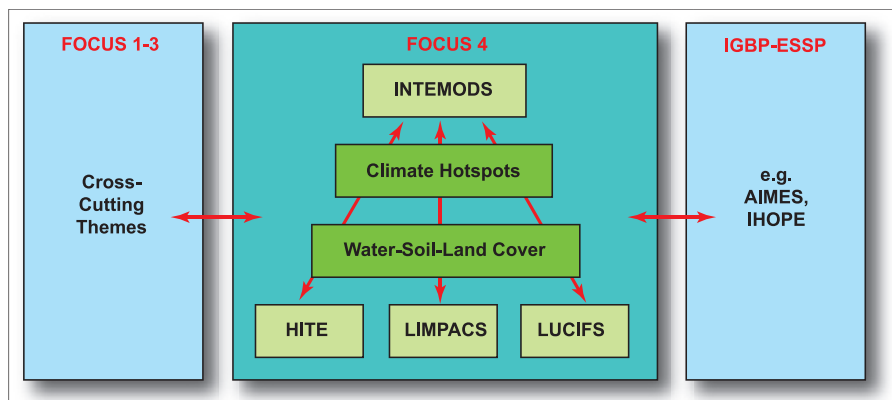 FOCUS 1-3
Cross-
Cutting
Themes
FOCUS 4
INTEMODS
Climate Hotspots
Water-Soil-Land Cover
HITE
LIMPACS
LUCIFS
IGBP-ESSP
e.g.
AIMES,
IHOPE